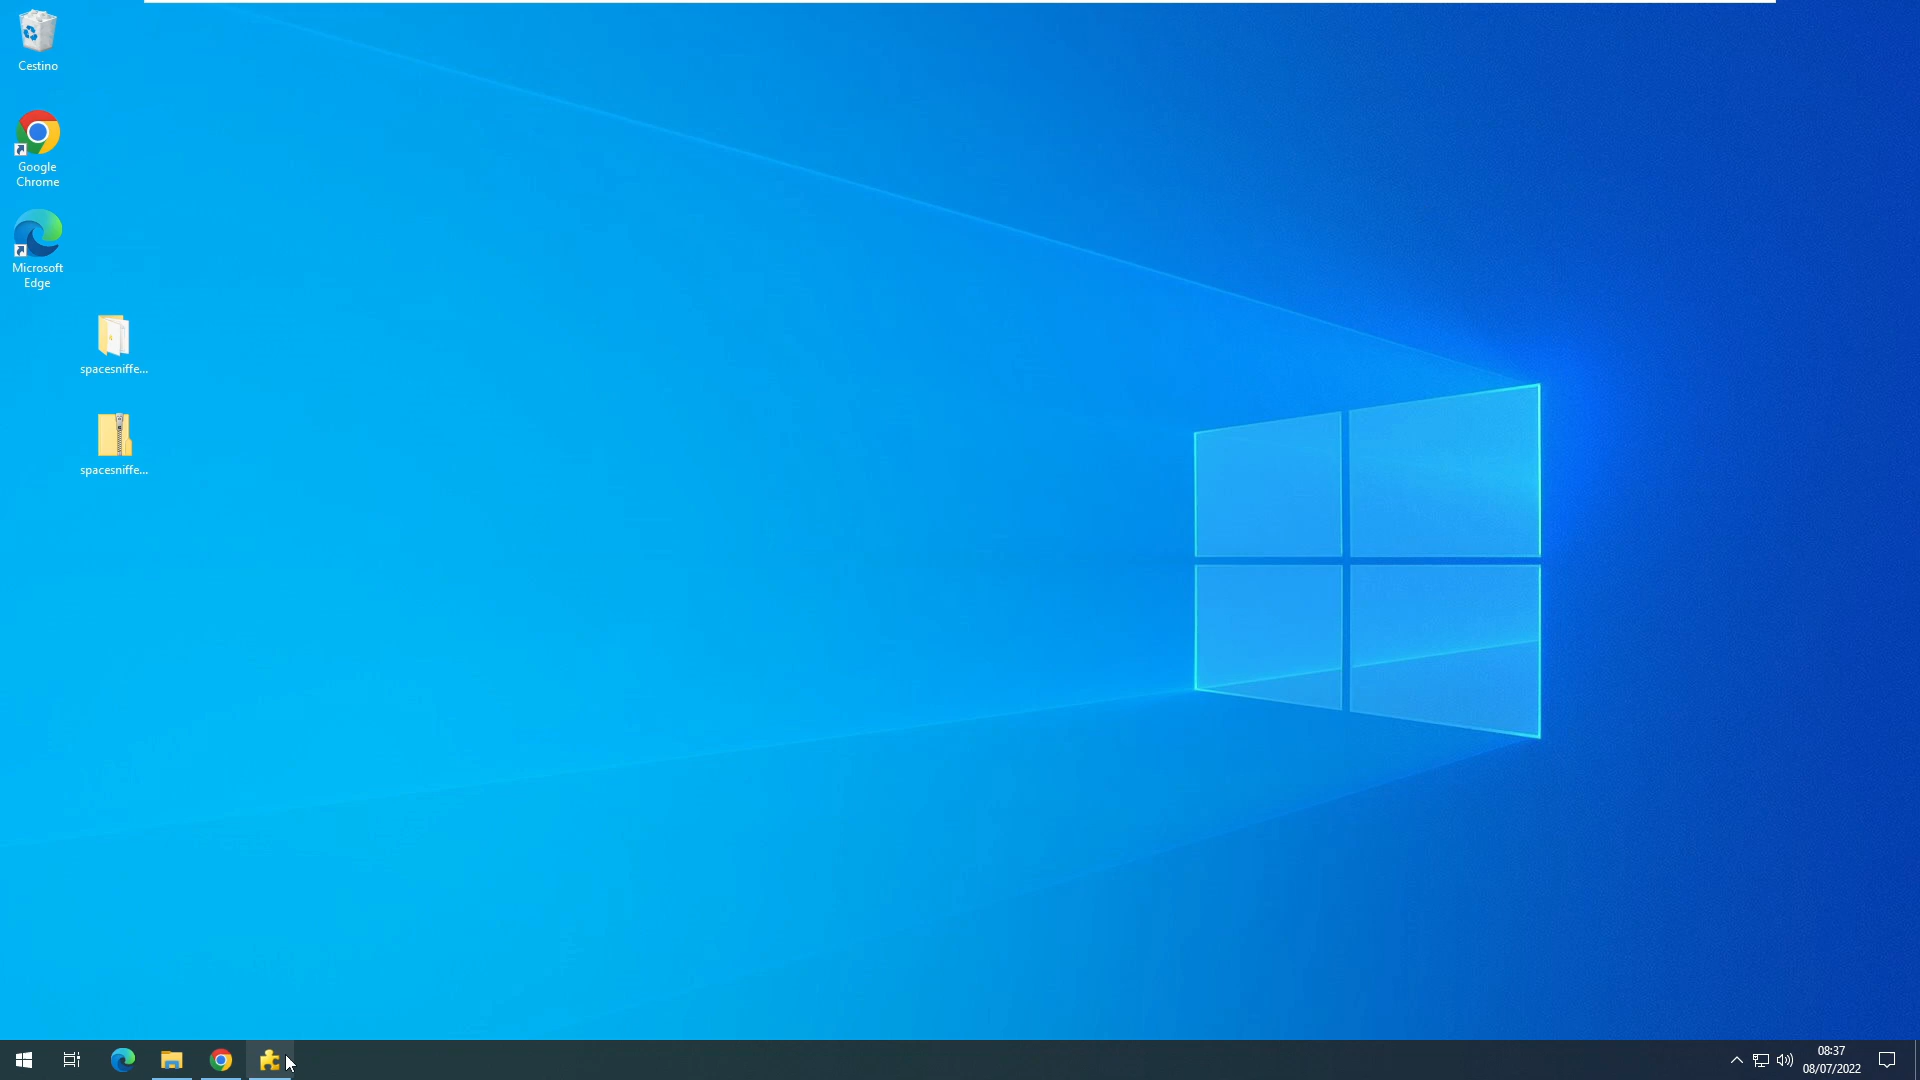 Cestino
Google
Chrome
Microsoft
Edge
spacesniffe...
spacesniffe...
08:37
08/07/2022